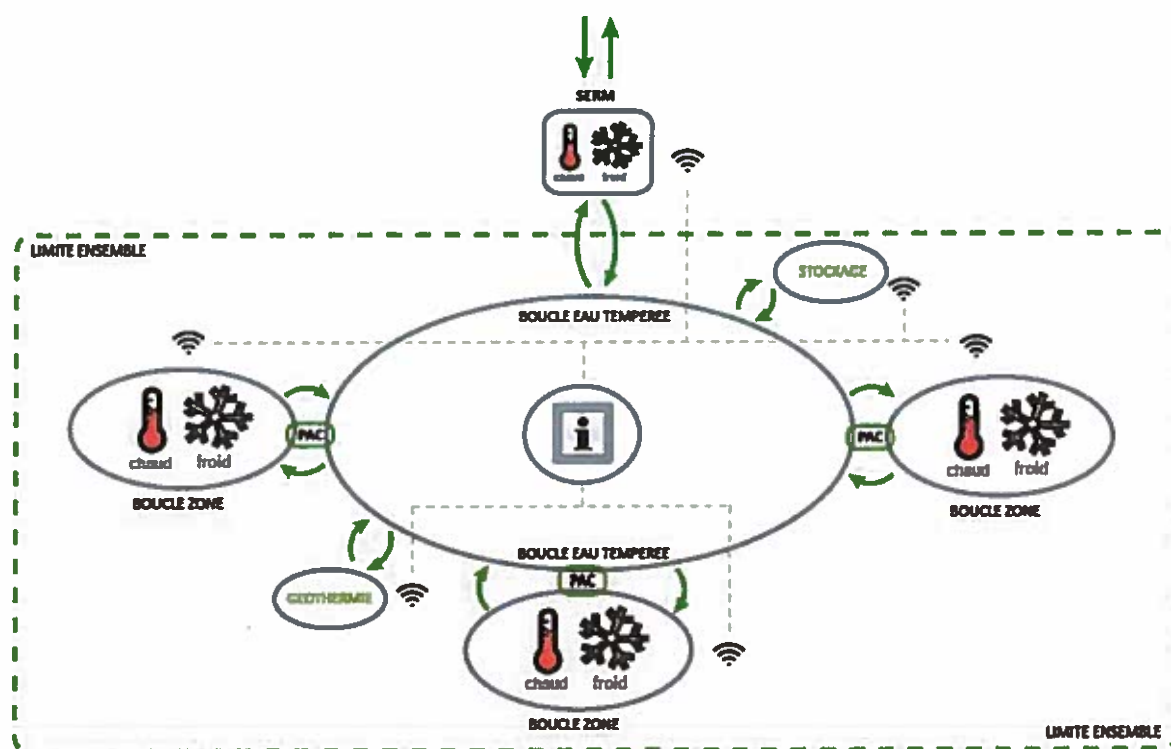 SERM
chaud froid
LIMITE ENSEMBLE
STOCKAGE
BOUCLE EAU TEMPEREE
i
chaud froid
PAC
BOUCLE ZONE
PAC
chaud froid
BOUCLE ZONE
BOUCLE EAU TEMPEREE
GEOTHERMIE
PAC
chaud froid
BOUCLE ZONE
LIMITE ENSEMBLE